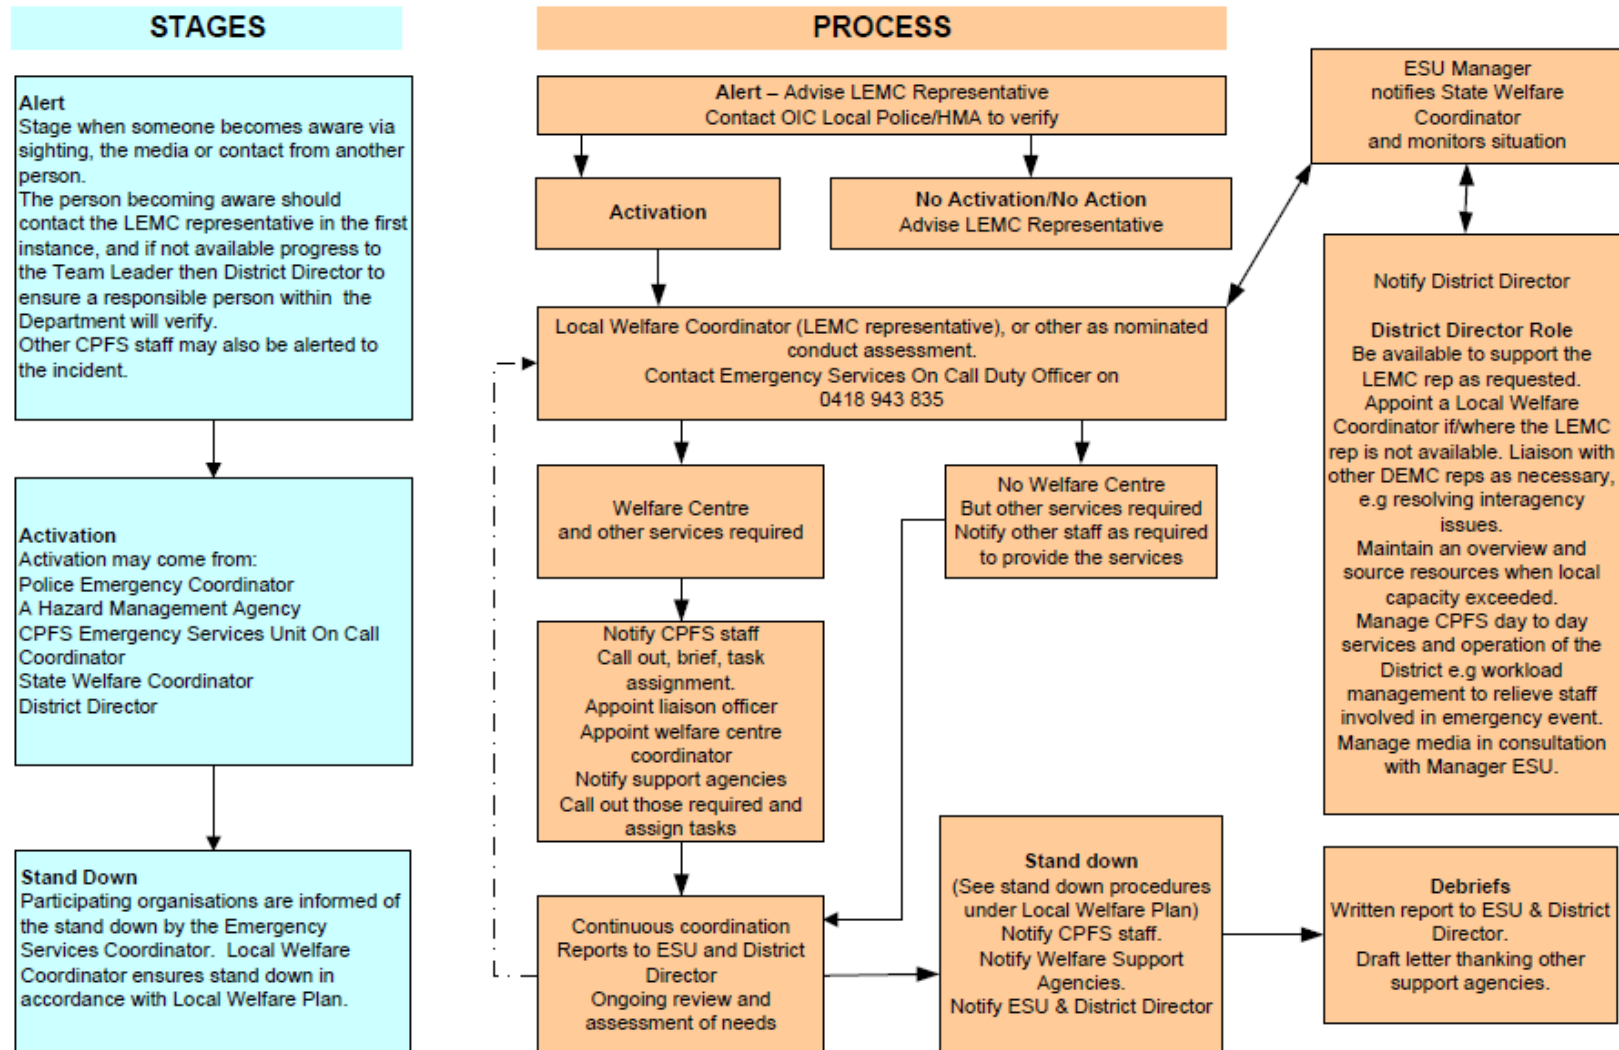 STAGES
Alert
Stage when someone becomes aware via
sighting, the media or contact from another
person.
The person becoming aware should
contact the LEMC representative in the first
instance, and if not available progress to
the Team Leader then District Director to
ensure a responsible person within the
Department will verify.
Other CPFS staff may also be alerted to
the incident.
Activation
Activation may come from:
Police Emergency Coordinator
A Hazard Management Agency
CPFS Emergency Services Unit On Call
Coordinator
State Welfare Coordinator
District Director
Stand Down
Participating organisations are informed of
the stand down by the Emergency
Services Coordinator. Local Welfare
Coordinator ensures stand down in
accordance with Local Welfare Plan.
PROCESS
Alert – Advise LEMC Representative
Contact OIC Local Police/HMA to verify
Activation
No Activation/No Action
Advise LEMC Representative
Local Welfare Coordinator (LEMC representative), or other as nominated
conduct assessment.
Contact Emergency Services On Call Duty Officer on
0418 943 835
Welfare Centre
and other services required
No Welfare Centre
But other services required
Notify other staff as required
to provide the services
Notify CPFS staff
Call out, brief, task
assignment.
Appoint liaison officer
Appoint welfare centre
coordinator
Notify support agencies
Call out those required and
assign tasks
Continuous coordination
Reports to ESU and District
Director
Ongoing review and
assessment of needs
Stand down
(See stand down procedures
under Local Welfare Plan)
Notify CPFS staff.
Notify Welfare Support
Agencies.
Notify ESU & District Director
ESU Manager
notifies State Welfare
Coordinator
and monitors situation
Notify District Director
District Director Role
Be available to support the
LEMC rep as requested.
Appoint a Local Welfare
Coordinator if/where the LEMC
rep is not available. Liaison with
other DEMC reps as necessary,
e.g resolving interagency
issues.
Maintain an overview and
source resources when local
capacity exceeded.
Manage CPFS day to day
services and operation of the
District e.g workload
management to relieve staff
involved in emergency event.
Manage media in consultation
with Manager ESU.
Debriefs
Written report to ESU & District
Director.
Draft letter thanking other
support agencies.